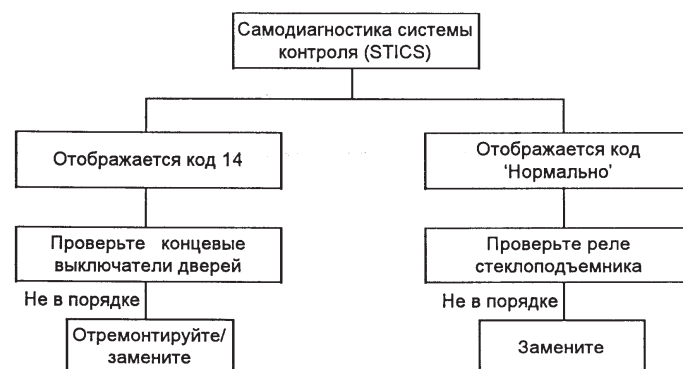 Самодиагностика системы
контроля (STICS)
Отображается код 14
Отображается код
‘Нормально’
Проверьте концевые
выключатели дверей
Проверьте реле
стеклоподъемника
Не в порядке
Не в порядке
Отремонтируйте/
замените
Замените